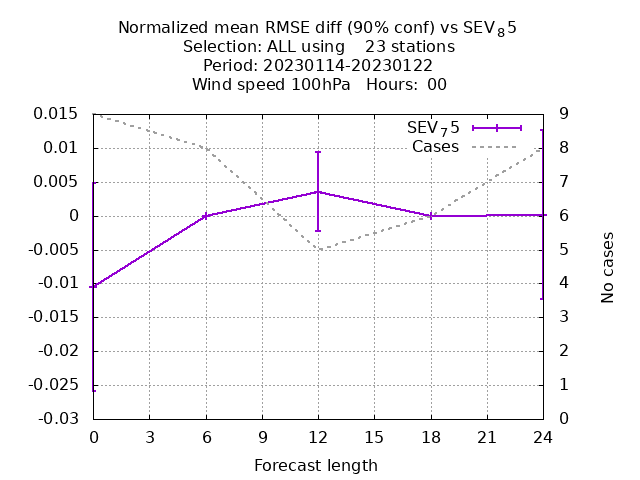 Normalized mean RMSE diff (90% conf) vs SEV₈5
Selection: ALL using    23 stations
Period: 20230114-20230122
Wind speed 100hPa   Hours:  00
SEV₇5
Cases
0.015
0.01
0.005
0
-0.005
-0.01
-0.015
-0.02
-0.025
-0.03
9
8
7
6
5
4
3
2
1
0
No cases
0 3 6 9 12 15 18 21 24
Forecast length